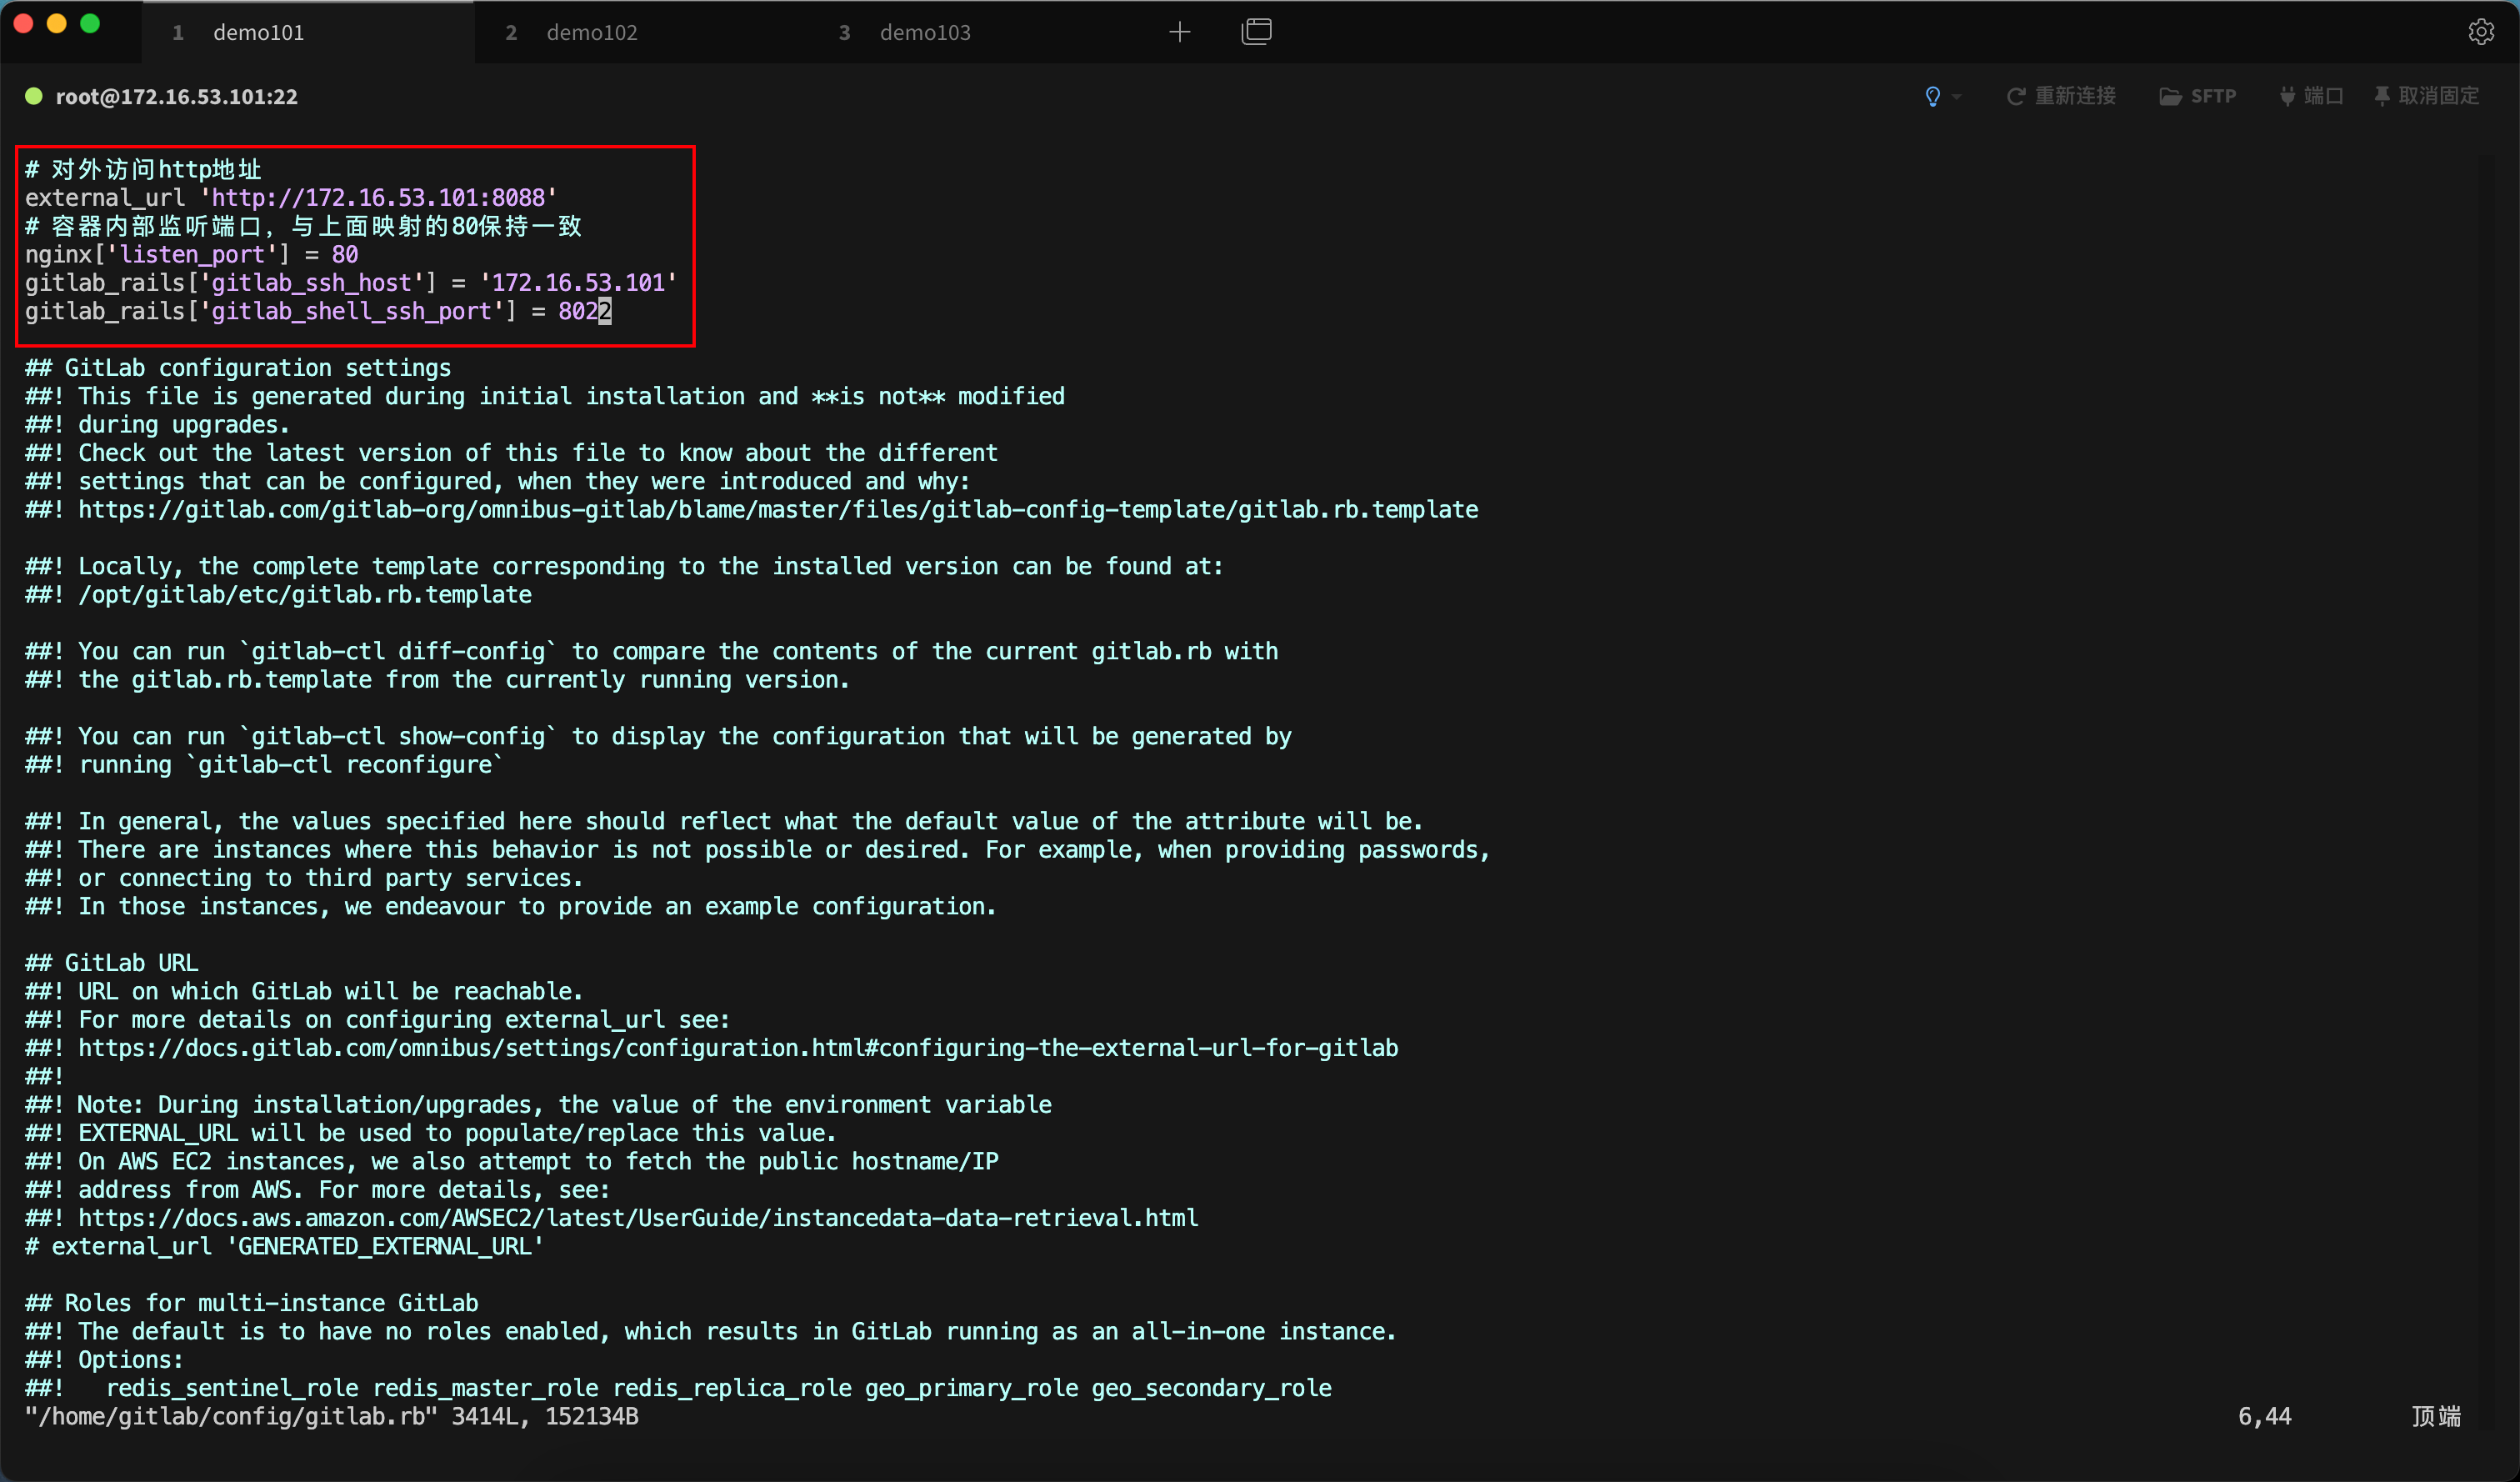 1 demo101 2 demo102 3 demo103
root@172.16.53.101:22 重新连接 SFTP 端口 取消固定
# 对外访问http地址
external_url 'http://172.16.53.101:8088'
# 容器内部监听端口，与上面映射的80保持一致
nginx['listen_port'] = 80
gitlab_rails['gitlab_ssh_host'] = '172.16.53.101'
gitlab_rails['gitlab_shell_ssh_port'] = 8022
## GitLab configuration settings
##! This file is generated during initial installation and **is not** modified
##! during upgrades.
##! Check out the latest version of this file to know about the different
##! settings that can be configured, when they were introduced and why:
##! https://gitlab.com/gitlab-org/omnibus-gitlab/blame/master/files/gitlab-config-template/gitlab.rb.template
##! Locally, the complete template corresponding to the installed version can be found at:
##! /opt/gitlab/etc/gitlab.rb.template
##! You can run `gitlab-ctl diff-config` to compare the contents of the current gitlab.rb with
##! the gitlab.rb.template from the currently running version.
##! You can run `gitlab-ctl show-config` to display the configuration that will be generated by
##! running `gitlab-ctl reconfigure`
##! In general, the values specified here should reflect what the default value of the attribute will be.
##! There are instances where this behavior is not possible or desired. For example, when providing passwords,
##! or connecting to third party services.
##! In those instances, we endeavour to provide an example configuration.
## GitLab URL
##! URL on which GitLab will be reachable.
##! For more details on configuring external_url see:
##! https://docs.gitlab.com/omnibus/settings/configuration.html#configuring-the-external-url-for-gitlab
##!
##! Note: During installation/upgrades, the value of the environment variable
##! EXTERNAL_URL will be used to populate/replace this value.
##! On AWS EC2 instances, we also attempt to fetch the public hostname/IP
##! address from AWS. For more details, see:
##! https://docs.aws.amazon.com/AWSEC2/latest/UserGuide/instancedata-data-retrieval.html
# external_url 'GENERATED_EXTERNAL_URL'
## Roles for multi-instance GitLab
##! The default is to have no roles enabled, which results in GitLab running as an all-in-one instance.
##! Options:
##!   redis_sentinel_role redis_master_role redis_replica_role geo_primary_role geo_secondary_role
"/home/gitlab/config/gitlab.rb" 3414L, 152134B 6,44 顶端